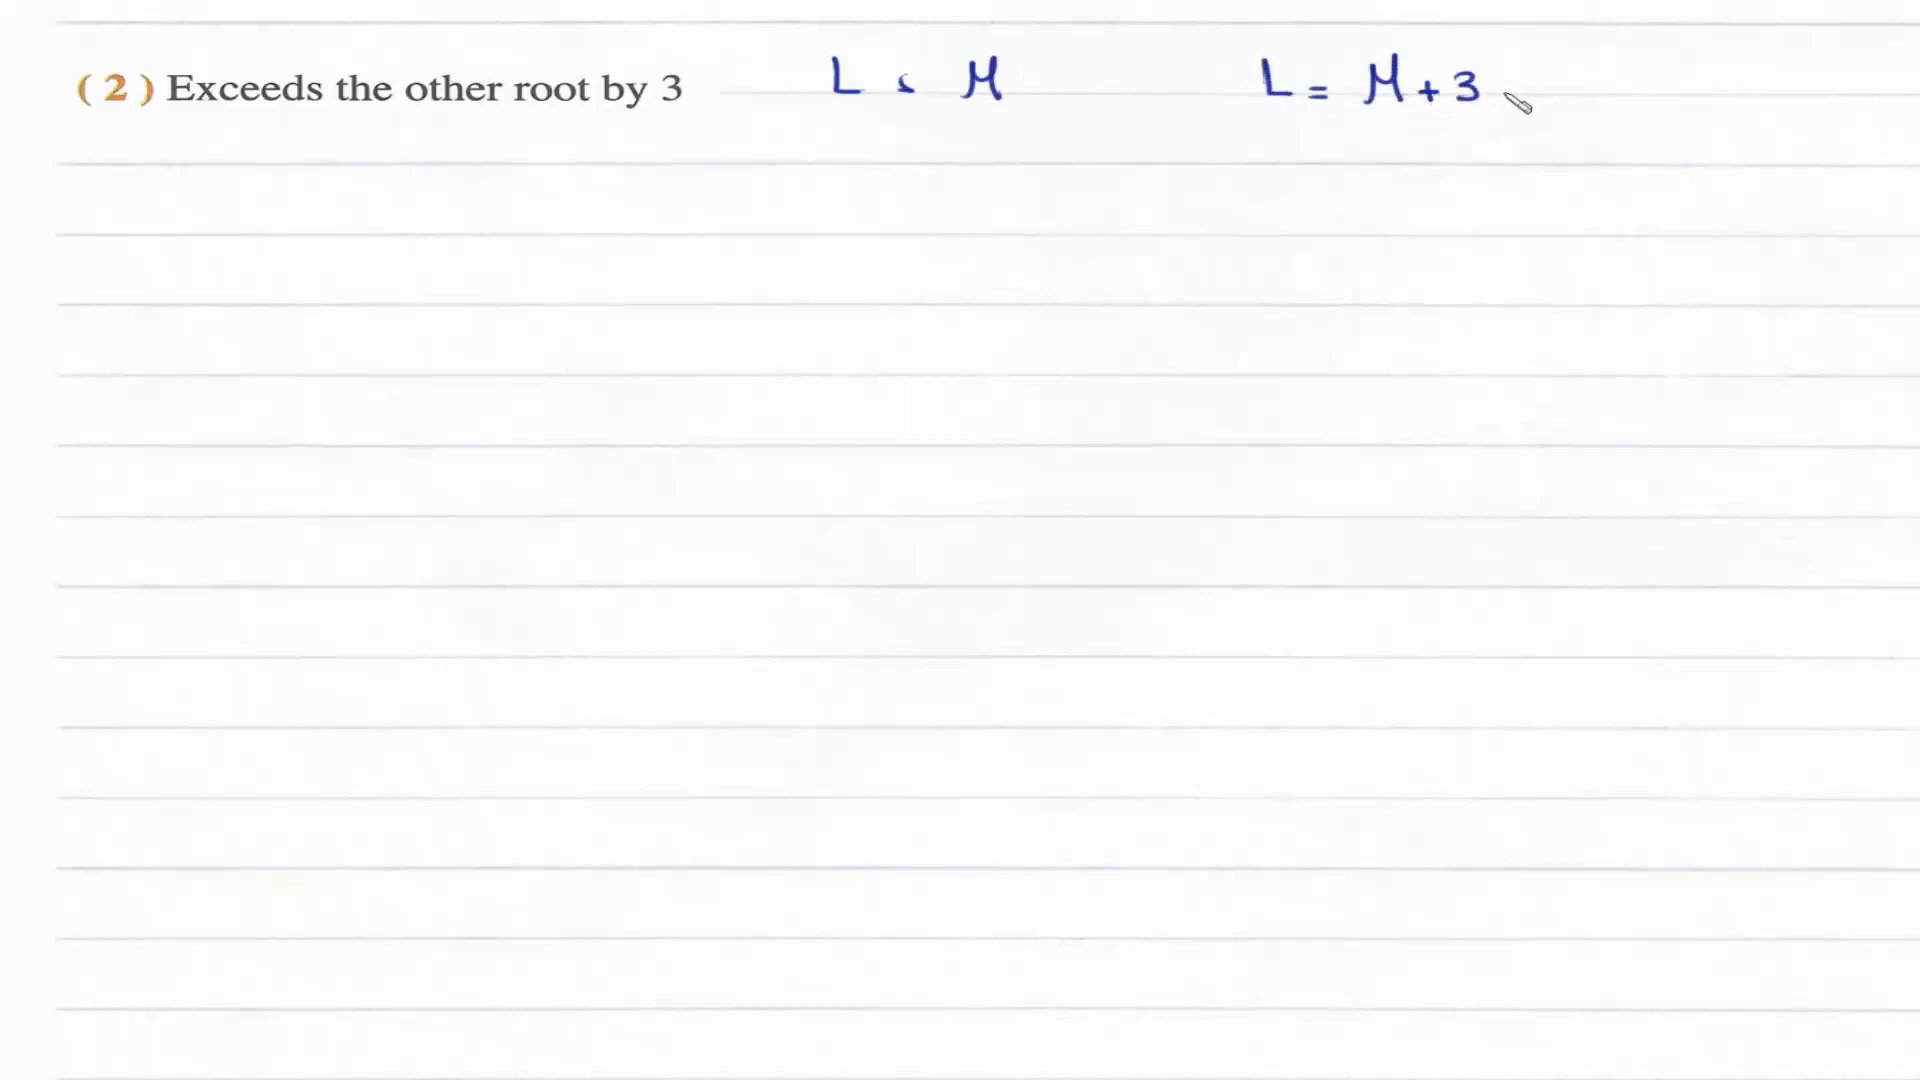 (2) Exceeds the other root by 3 L ، M L = M + 3